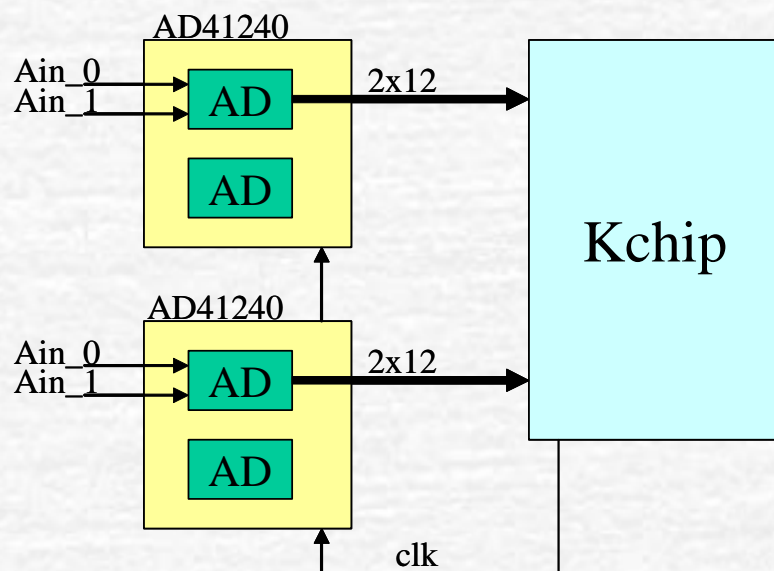 AD41240
Ain_0
Ain_1
AD
2x12
AD
Kchip
AD41240
Ain_0
Ain_1
AD
2x12
AD
clk